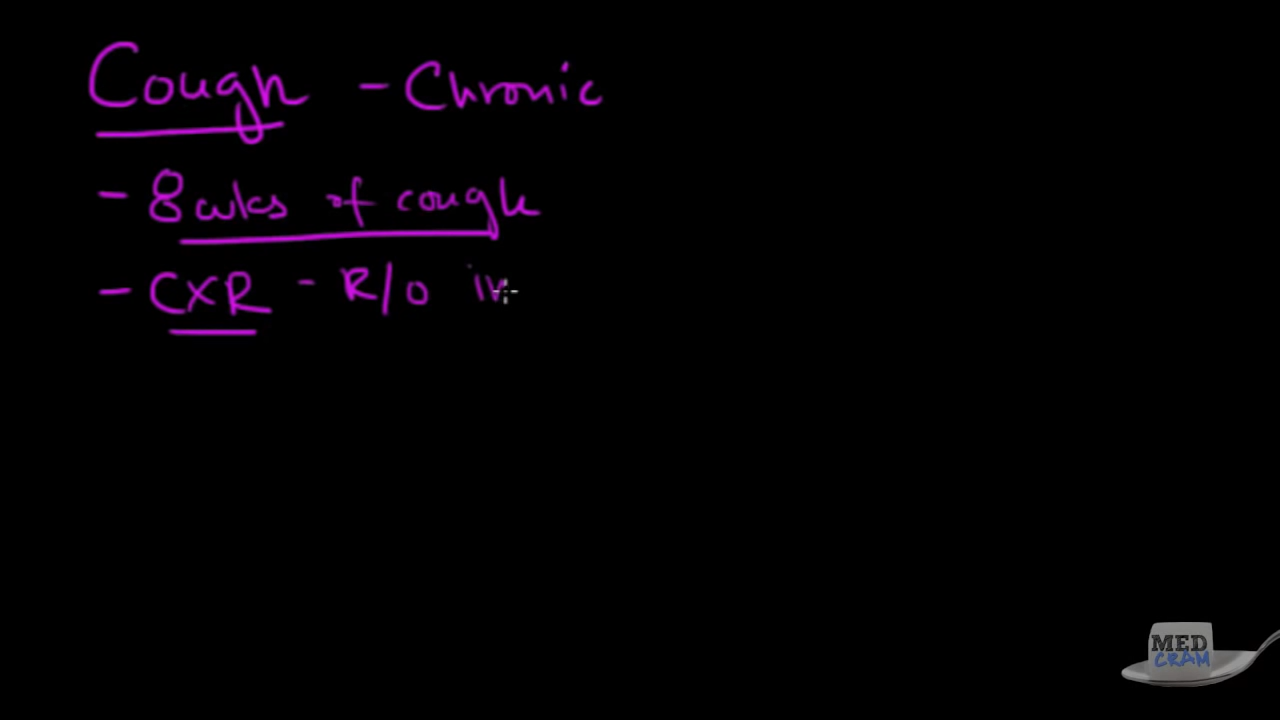 Cough - Chronic
- 8 wks of cough
- CXR - R/O
MED
CRAM